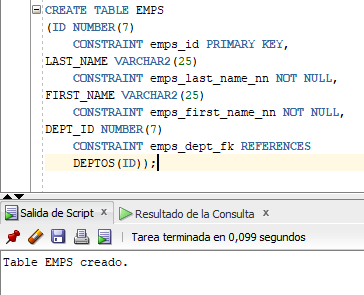 CREATE TABLE EMPS
(ID NUMBER(7)
CONSTRAINT emps_id PRIMARY KEY,
LAST_NAME VARCHAR2(25)
CONSTRAINT emps_last_name_nn NOT NULL,
FIRST_NAME VARCHAR2(25)
CONSTRAINT emps_first_name_nn NOT NULL,
DEPT_ID NUMBER(7)
CONSTRAINT emps_dept_fk REFERENCES
DEPTOS(ID));
Salida de Script x Resultado de la Consulta x
Tarea terminada en 0,099 segundos
Table EMPS creado.